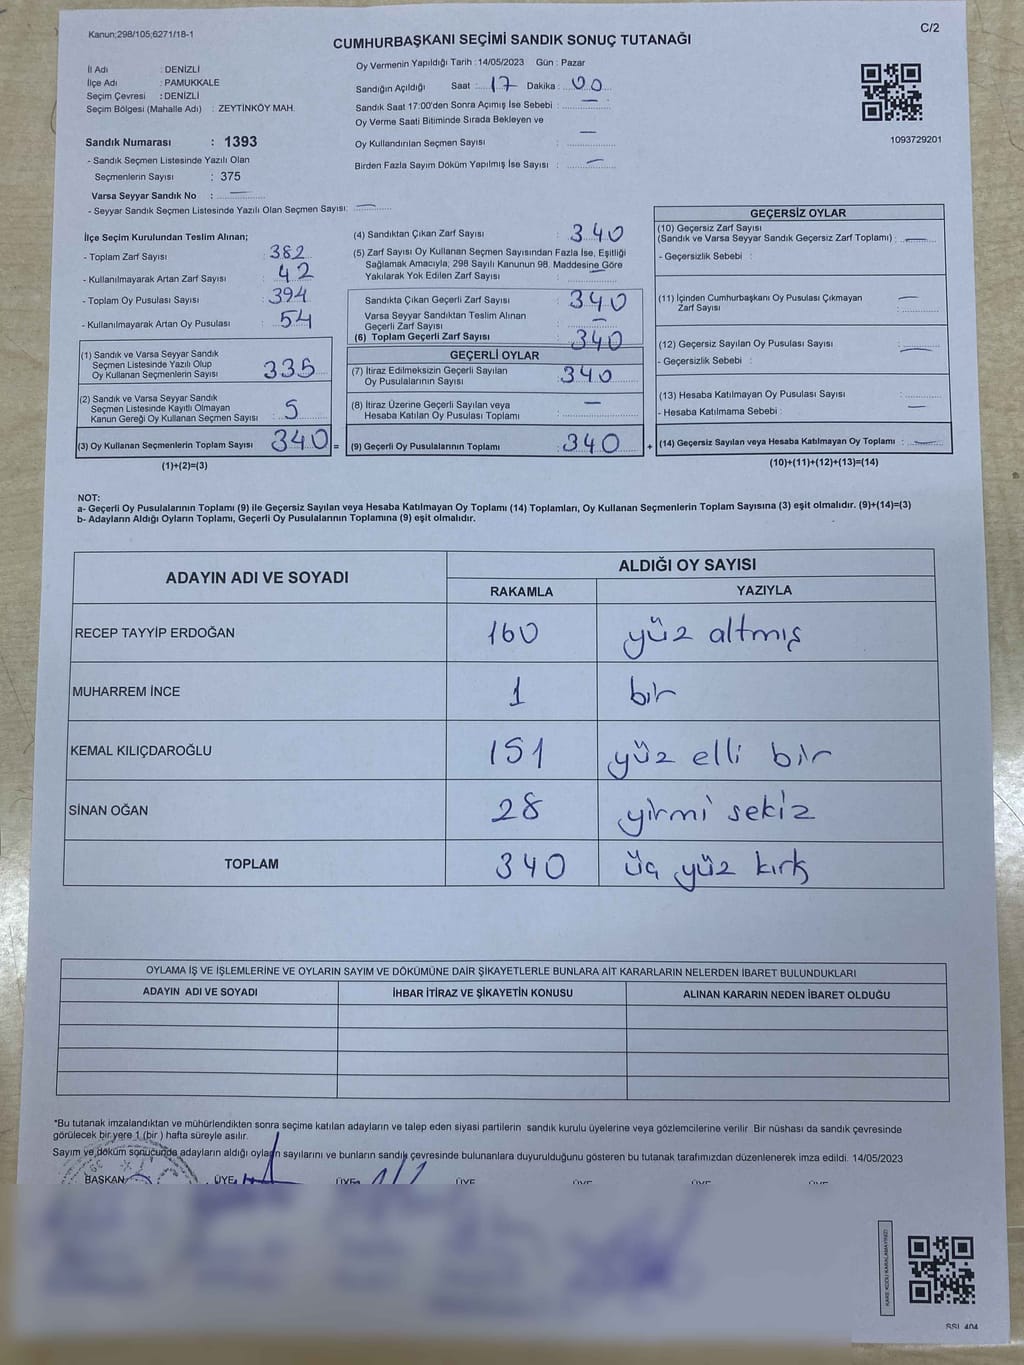 Kanun;298/105;6271/18-1
C/2
CUMHURBAŞKANI SEÇİMİ SANDIK SONUÇ TUTANAĞI
İl Adı : DENİZLİ
İlçe Adı : PAMUKKALE
Seçim Çevresi : DENİZLİ
Seçim Bölgesi (Mahalle Adı) : ZEYTİNKÖY MAH.
Oy Vermenin Yapıldığı Tarih : 14/05/2023 Gün : Pazar
Sandığın Açıldığı Saat : 17 Dakika : 00
Sandık Saat 17:00'den Sonra Açımış İse Sebebi : —
Oy Verme Saati Bitiminde Sırada Bekleyen ve
Oy Kullandırılan Seçmen Sayısı : —
Birden Fazla Sayım Döküm Yapılmış İse Sayısı : —
1093729201
Sandık Numarası : 1393
- Sandık Seçmen Listesinde Yazılı Olan
Seçmenlerin Sayısı : 375
Varsa Seyyar Sandık No : —
- Seyyar Sandık Seçmen Listesinde Yazılı Olan Seçmen Sayısı: —
İlçe Seçim Kurulundan Teslim Alınan;
- Toplam Zarf Sayısı : 382
- Kullanılmayarak Artan Zarf Sayısı : 42
- Toplam Oy Pusulası Sayısı : 394
- Kullanılmayarak Artan Oy Pusulası : 54
(1) Sandık ve Varsa Seyyar Sandık
Seçmen Listesinde Yazılı Olup
Oy Kullanan Seçmenlerin Sayısı 335
(2) Sandık ve Varsa Seyyar Sandık
Seçmen Listesinde Kayıtlı Olmayan
Kanun Gereği Oy Kullanan Seçmen Sayısı 5
(3) Oy Kullanan Seçmenlerin Toplam Sayısı 340 =
(1)+(2)=(3)
(4) Sandıktan Çıkan Zarf Sayısı : 340
(5) Zarf Sayısı Oy Kullanan Seçmen Sayısından Fazla İse, Eşitliği
Sağlamak Amacıyla, 298 Sayılı Kanunun 98. Maddesine Göre
Yakılarak Yok Edilen Zarf Sayısı : —
Sandıkta Çıkan Geçerli Zarf Sayısı : 340
Varsa Seyyar Sandıktan Teslim Alınan
Geçerli Zarf Sayısı : —
(6) Toplam Geçerli Zarf Sayısı : 340
GEÇERLİ OYLAR
(7) İtiraz Edilmeksizin Geçerli Sayılan
Oy Pusulalarının Sayısı : 340
(8) İtiraz Üzerine Geçerli Sayılan veya
Hesaba Katılan Oy Pusulası Toplamı : —
(9) Geçerli Oy Pusulalarının Toplamı : 340 +
GEÇERSİZ OYLAR
(10) Geçersiz Zarf Sayısı
(Sandık ve Varsa Seyyar Sandık Geçersiz Zarf Toplamı) : —
- Geçersizlik Sebebi :
(11) İçinden Cumhurbaşkanı Oy Pusulası Çıkmayan
Zarf Sayısı : —
(12) Geçersiz Sayılan Oy Pusulası Sayısı : —
- Geçersizlik Sebebi :
(13) Hesaba Katılmayan Oy Pusulası Sayısı :
- Hesaba Katılmama Sebebi : —
(14) Geçersiz Sayılan veya Hesaba Katılmayan Oy Toplamı : —
(10)+(11)+(12)+(13)=(14)
NOT:
a- Geçerli Oy Pusulalarının Toplamı (9) ile Geçersiz Sayılan veya Hesaba Katılmayan Oy Toplamı (14) Toplamları, Oy Kullanan Seçmenlerin Toplam Sayısına (3) eşit olmalıdır. (9)+(14)=(3)
b- Adayların Aldığı Oyların Toplamı, Geçerli Oy Pusulalarının Toplamına (9) eşit olmalıdır.
ADAYIN ADI VE SOYADI ALDIĞI OY SAYISI
RAKAMLA YAZIYLA
RECEP TAYYİP ERDOĞAN 160 yüz altmış
MUHARREM İNCE 1 bir
KEMAL KILIÇDAROĞLU 151 yüz elli bir
SİNAN OĞAN 28 yirmi sekiz
TOPLAM 340 üç yüz kırk
OYLAMA İŞ VE İŞLEMLERİNE VE OYLARIN SAYIM VE DÖKÜMÜNE DAİR ŞİKAYETLERLE BUNLARA AİT KARARLARIN NELERDEN İBARET BULUNDUKLARI
ADAYIN ADI VE SOYADI İHBAR İTİRAZ VE ŞİKAYETİN KONUSU ALINAN KARARIN NEDEN İBARET OLDUĞU
*Bu tutanak imzalandıktan ve mühürlendikten sonra seçime katılan adayların ve talep eden siyasi partilerin sandık kurulu üyelerine veya gözlemcilerine verilir Bir nüshası da sandık çevresinde
görülecek bir yere 1 (bir ) hafta süreyle asılır.
Sayım ve döküm sonucunda adayların aldığı oyların sayılarını ve bunların sandık çevresinde bulunanlara duyurulduğunu gösteren bu tutanak tarafımızdan düzenlenerek imza edildi. 14/05/2023
BAŞKAN ÜYE ÜYE ÜYE ÜYE ÜYE ÜYE
KARE KODU KARALAMAYINIZ!
SSI_404